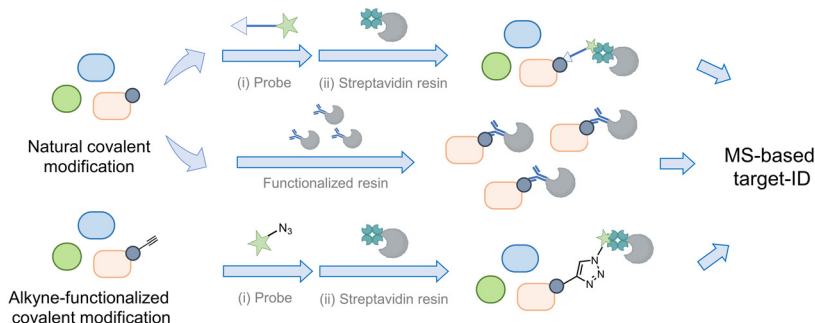 (i) Probe
(ii) Streptavidin resin
Natural covalent
modification
Functionalized resin
MS-based
target-ID
N3
(i) Probe
(ii) Streptavidin resin
N
N
N
Alkyne-functionalized
covalent modification